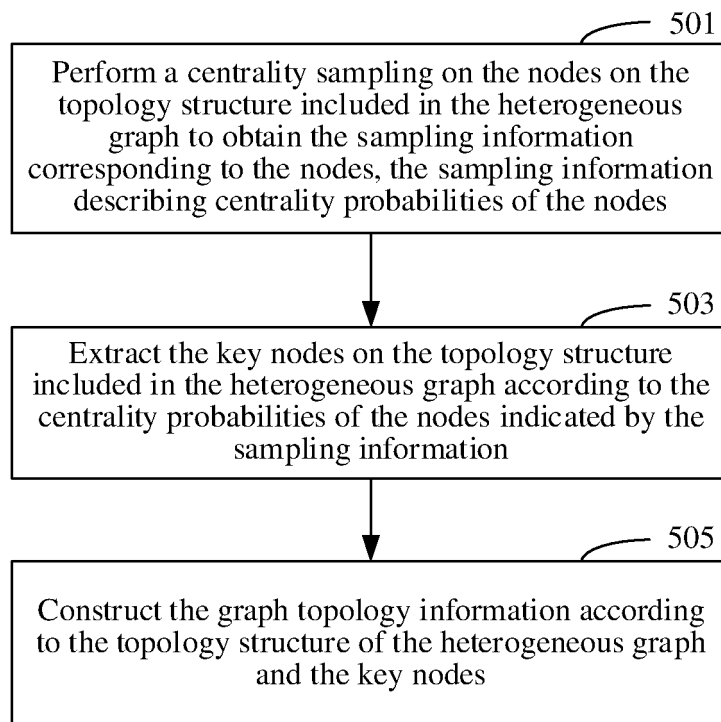 501
Perform a centrality sampling on the nodes on the
topology structure included in the heterogeneous
graph to obtain the sampling information
corresponding to the nodes, the sampling information
describing centrality probabilities of the nodes
503
Extract the key nodes on the topology structure
included in the heterogeneous graph according to the
centrality probabilities of the nodes indicated by the
sampling information
505
Construct the graph topology information according
to the topology structure of the heterogeneous graph
and the key nodes